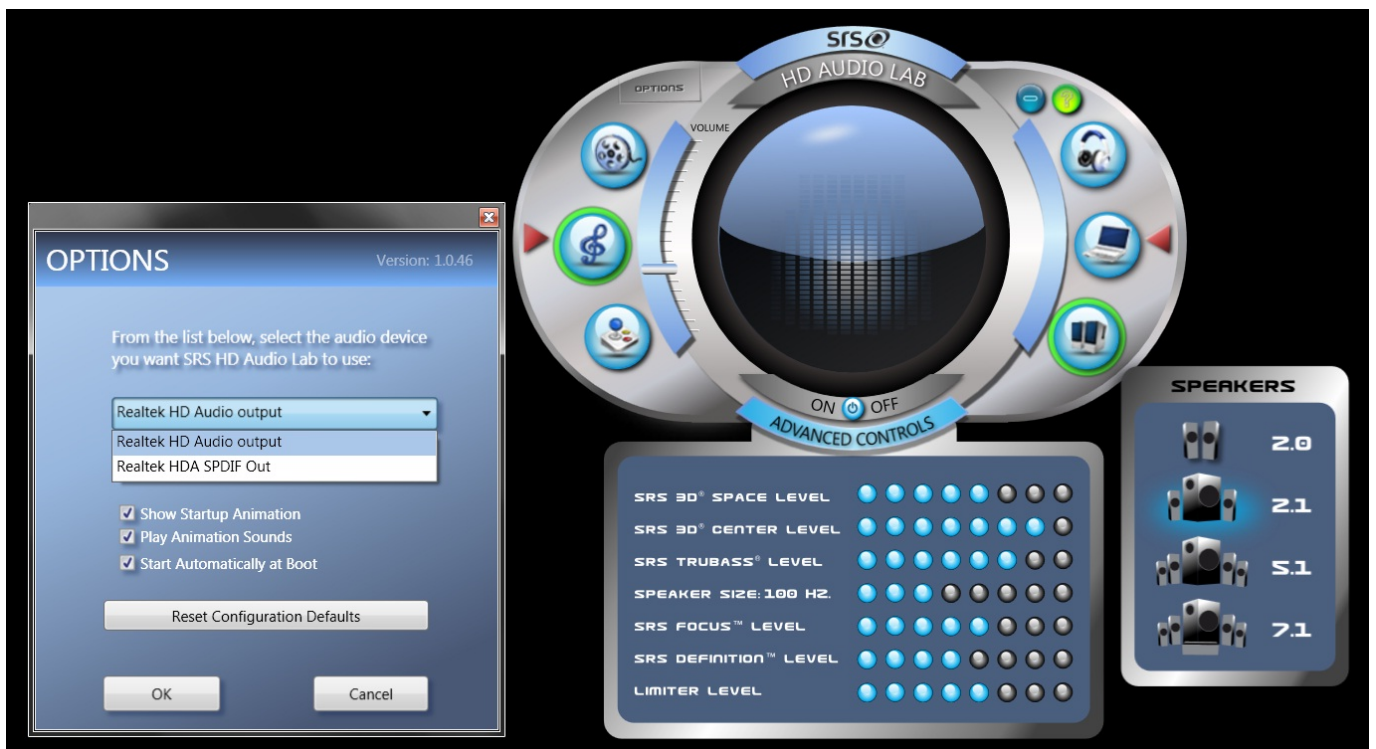 OPTIONS
Version: 1.0.46
From the list below, select the audio device
you want SRS HD Audio Lab to use:
Realtek HD Audio output
Realtek HD Audio output
Realtek HDA SPDIF Out
Show Startup Animation
Play Animation Sounds
Start Automatically at Boot
Reset Configuration Defaults
OK
Cancel
SRS
HD AUDIO LAB
OPTIONS
VOLUME
?
ON OFF
ADVANCED CONTROLS
SRS 3D® SPACE LEVEL
SRS 3D® CENTER LEVEL
SRS TRUBASS® LEVEL
SPEAKER SIZE: 100 HZ.
SRS FOCUS™ LEVEL
SRS DEFINITION™ LEVEL
LIMITER LEVEL
SPEAKERS
2.0
2.1
5.1
7.1